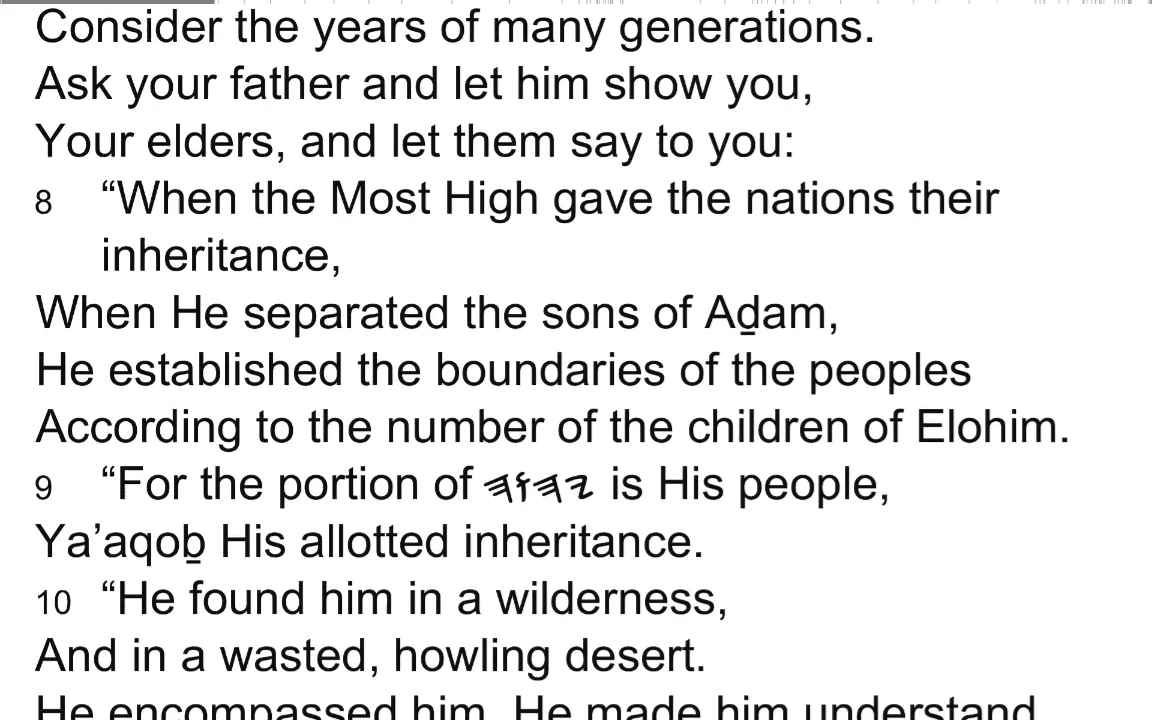 Consider the years of many generations.
Ask your father and let him show you,
Your elders, and let them say to you:
8 “When the Most High gave the nations their
inheritance,
When He separated the sons of Aḏam,
He established the boundaries of the peoples
According to the number of the children of Elohim.
9 “For the portion of 𐤉𐤄𐤅𐤄 is His people,
Ya’aqoḇ His allotted inheritance.
10 “He found him in a wilderness,
And in a wasted, howling desert.
He encompassed him, He made him understand